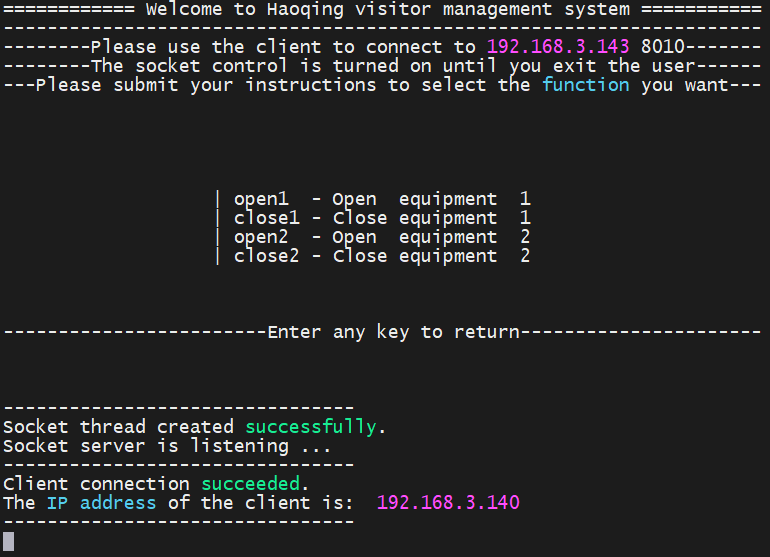 ============ Welcome to Haoqing visitor management system ===========
---------------------------------------------------------------------
--------Please use the client to connect to 192.168.3.143 8010-------
--------The socket control is turned on until you exit the user------
---Please submit your instructions to select the function you want---
| open1  - Open  equipment  1
| close1 - Close equipment  1
| open2  - Open  equipment  2
| close2 - Close equipment  2
------------------------Enter any key to return----------------------
--------------------------------
Socket thread created successfully.
Socket server is listening ...
--------------------------------
Client connection succeeded.
The IP address of the client is:  192.168.3.140
--------------------------------